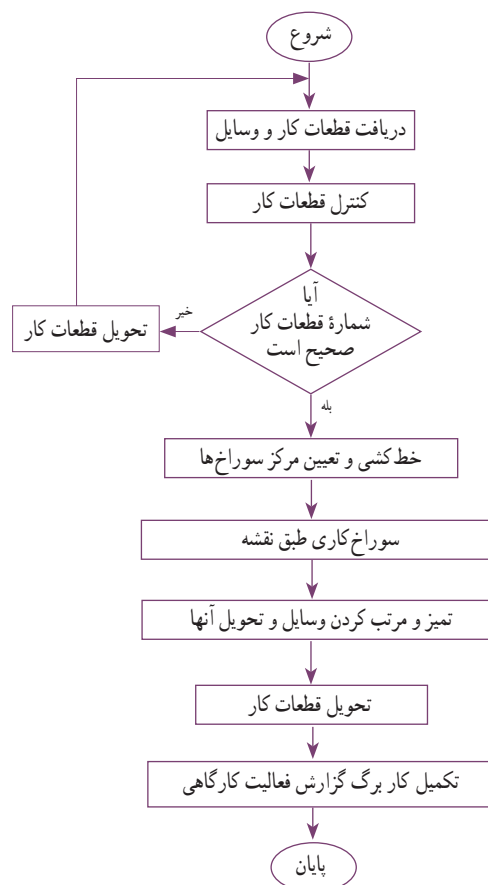 شروع
دریافت قطعات کار و وسایل
کنترل قطعات کار
آیا
شمارۀ قطعات کار
صحیح است
خیر
تحویل قطعات کار
بله
خط‌کشی و تعیین مرکز سوراخ‌ها
سوراخ‌کاری طبق نقشه
تمیز و مرتب کردن وسایل و تحویل آنها
تحویل قطعات کار
تکمیل کار برگ گزارش فعالیت کارگاهی
پایان